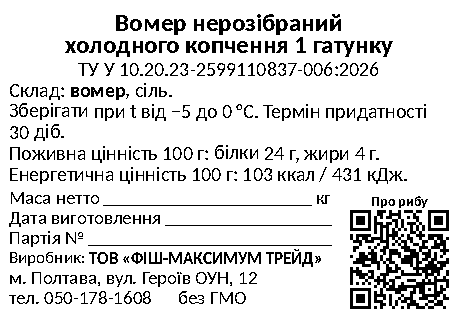 Вомер нерозібраний
холодного копчення 1 гатунку
ТУ У 10.20.23-2599110837-006:2026
Склад: вомер, сіль.
Зберігати при t від −5 до 0 °С. Термін придатності
30 діб.
Поживна цінність 100 г: білки 24 г, жири 4 г.
Енергетична цінність 100 г: 103 ккал / 431 кДж.
Маса нетто ____________________ кг
Дата виготовлення ________________
Партія № ________________________
Про рибу
Виробник: ТОВ «ФІШ-МАКСИМУМ ТРЕЙД»
м. Полтава, вул. Героїв ОУН, 12
тел. 050-178-1608 без ГМО